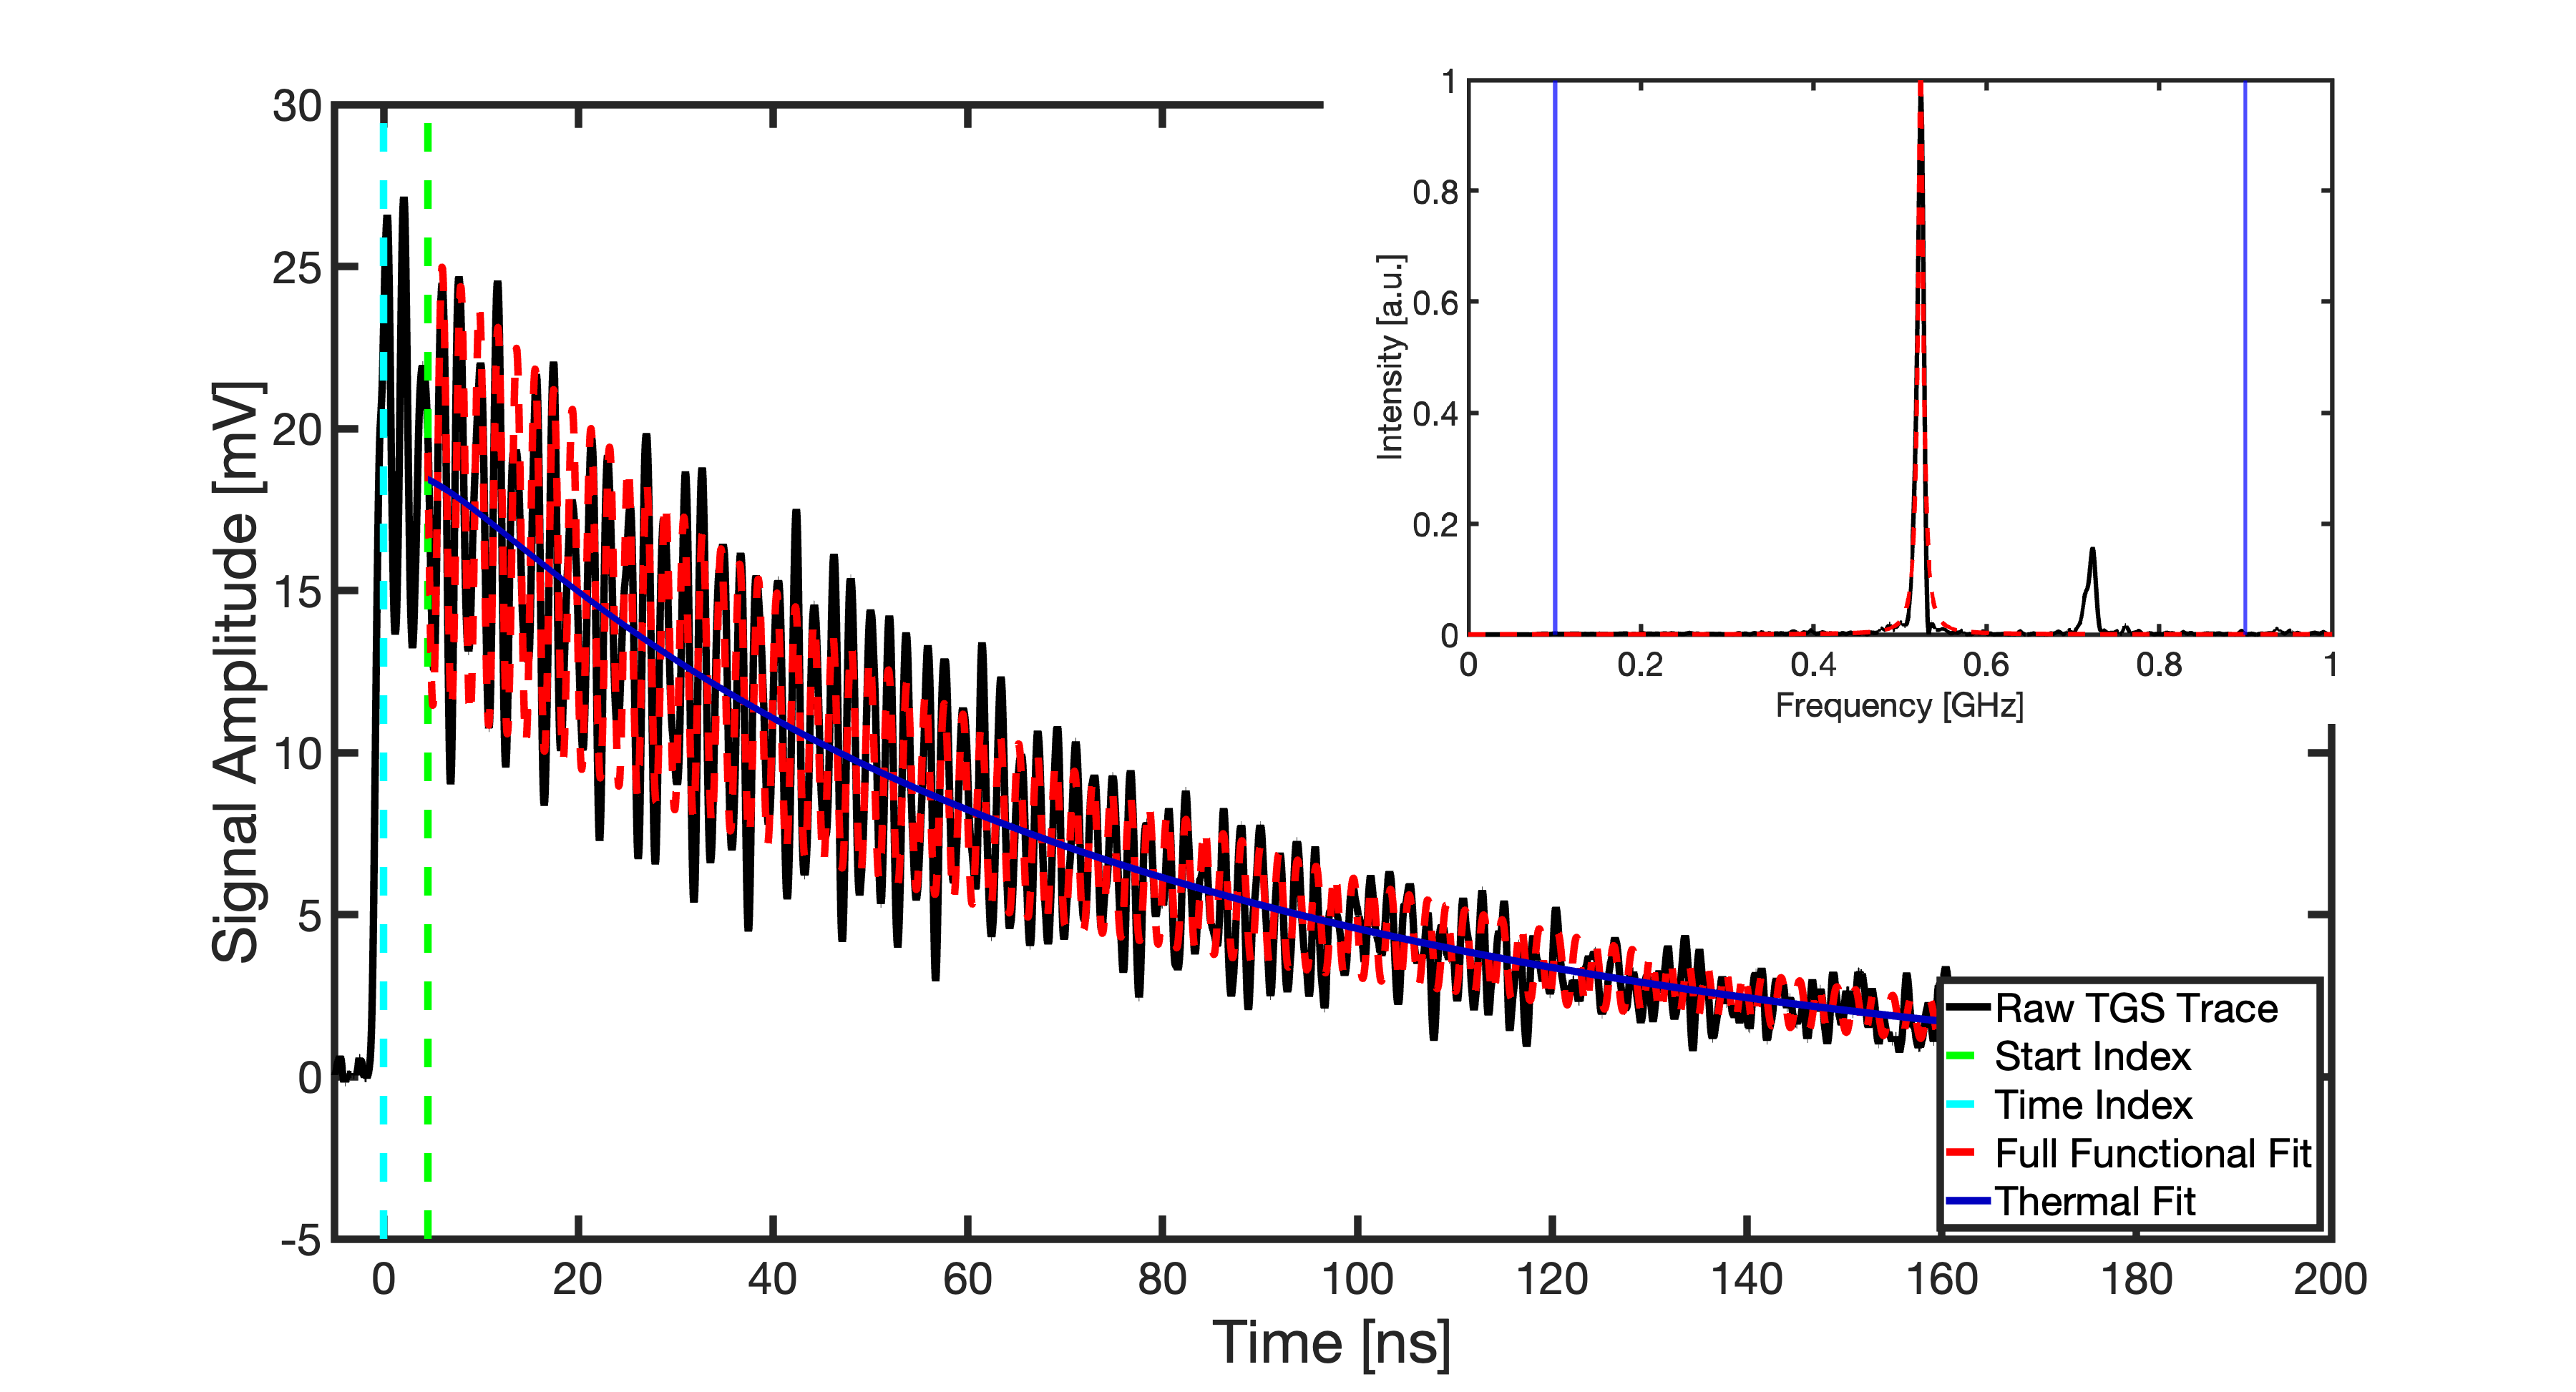 30
25
20
15
10
5
0
-5
Signal Amplitude [mV]
0 20 40 60 80 100 120 140 160 180 200
Time [ns]
1
0.8
0.6
0.4
0.2
0
Intensity [a.u.]
0 0.2 0.4 0.6 0.8 1
Frequency [GHz]
Raw TGS Trace
Start Index
Time Index
Full Functional Fit
Thermal Fit